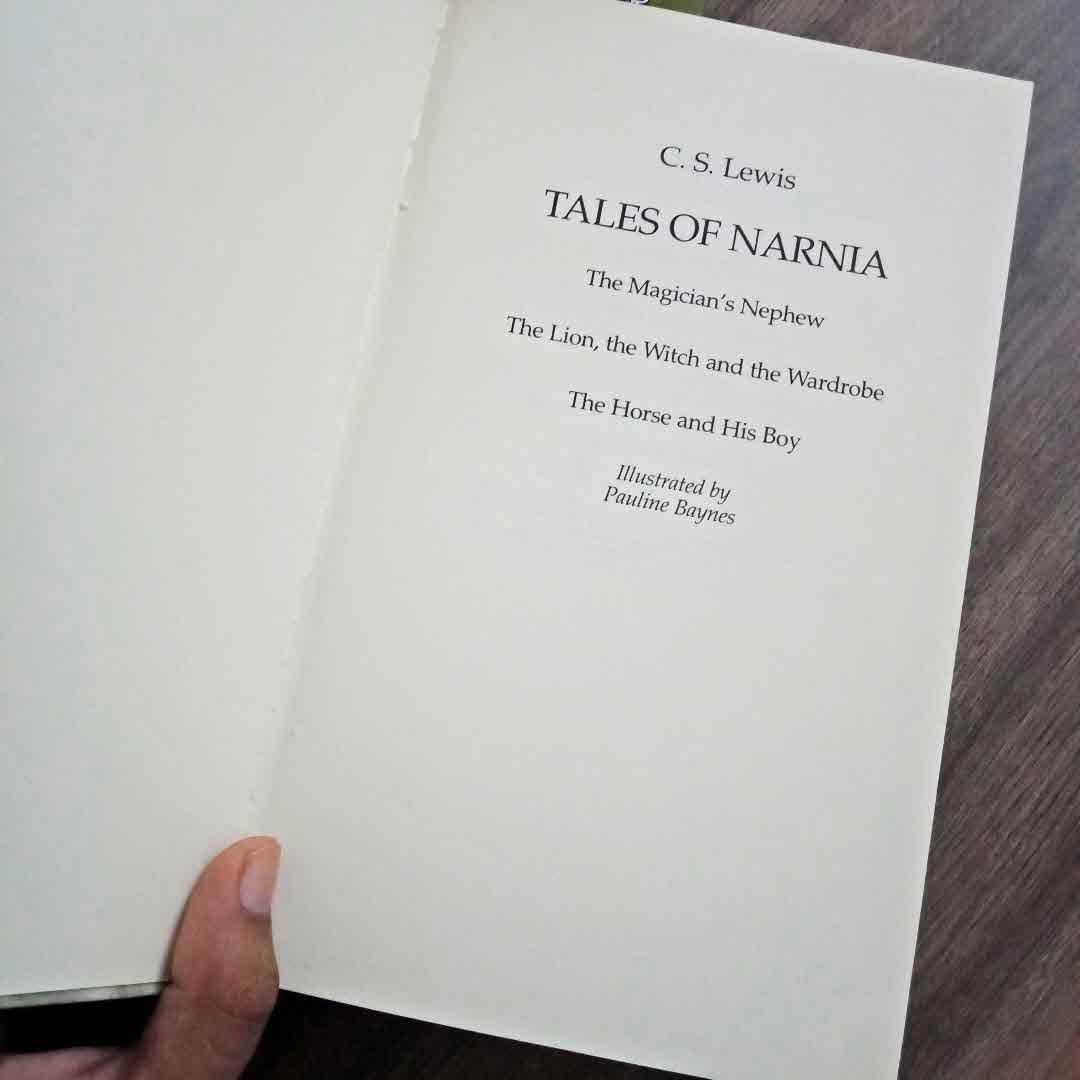 C. S. Lewis
TALES OF NARNIA
The Magician's Nephew
The Lion, the Witch and the Wardrobe
The Horse and His Boy
Illustrated by
Pauline Baynes